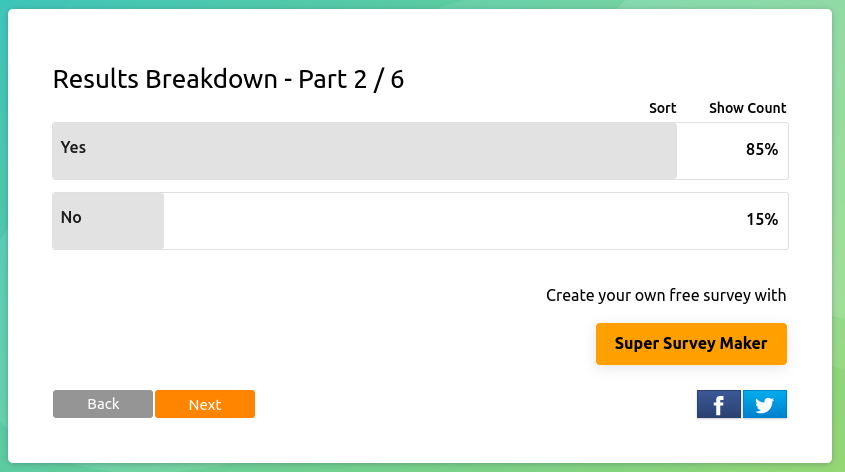 Results Breakdown - Part 2 / 6
Sort Show Count
Yes 85%
No 15%
Create your own free survey with
Super Survey Maker
Back Next